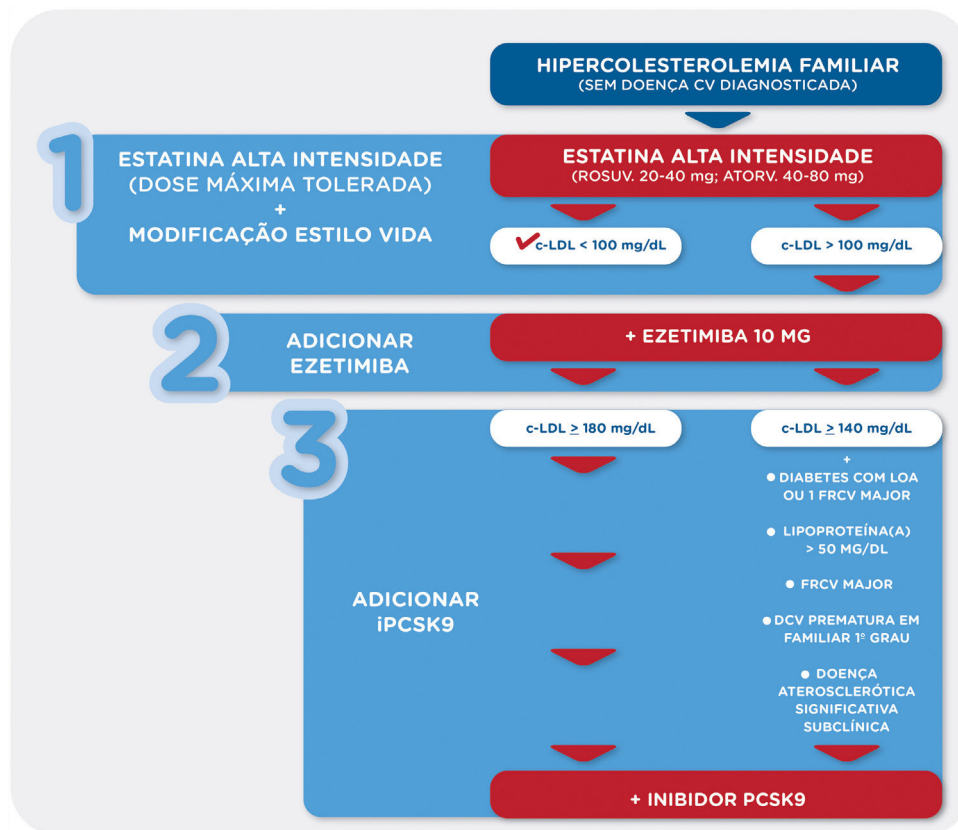 HIPERCOLESTEROLEMIA FAMILIAR
(SEM DOENÇA CV DIAGNOSTICADA)
1
ESTATINA ALTA INTENSIDADE
(DOSE MÁXIMA TOLERADA)
+
MODIFICAÇÃO ESTILO VIDA
ESTATINA ALTA INTENSIDADE
(ROSUV. 20-40 mg; ATORV. 40-80 mg)
c-LDL < 100 mg/dL
c-LDL > 100 mg/dL
2
ADICIONAR
EZETIMIBA
+ EZETIMIBA 10 MG
3
ADICIONAR
iPCSK9
c-LDL ≥ 180 mg/dL
c-LDL ≥ 140 mg/dL
+
● DIABETES COM LOA
OU 1 FRCV MAJOR
● LIPOPROTEÍNA(A)
> 50 MG/DL
● FRCV MAJOR
● DCV PREMATURA EM
FAMILIAR 1º GRAU
● DOENÇA
ATEROSCLERÓTICA
SIGNIFICATIVA
SUBCLÍNICA
+ INIBIDOR PCSK9